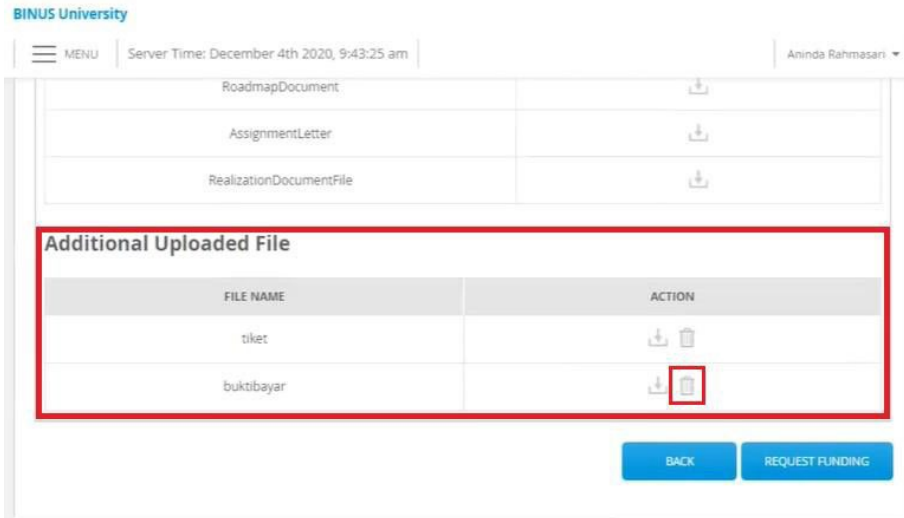 BINUS University
MENU Server Time: December 4th 2020, 9:43:25 am Aninda Rahmasari
RoadmapDocument
AssignmentLetter
RealizationDocumentFile
Additional Uploaded File
FILE NAME ACTION
tiket
buktibayar
BACK REQUEST FUNDING